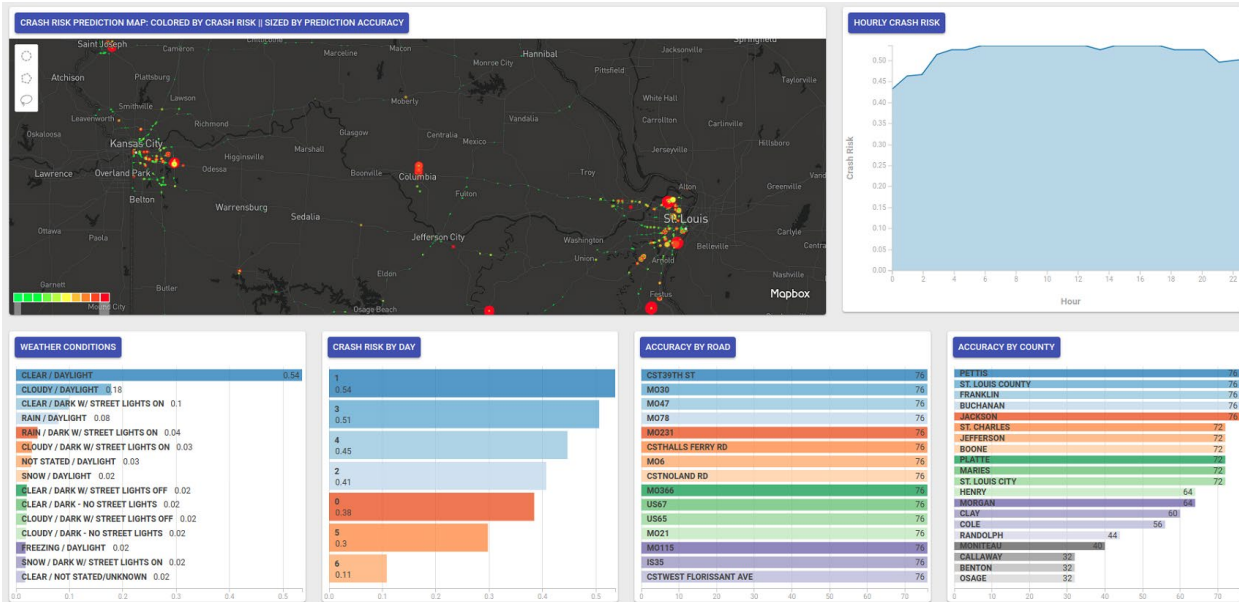 CRASH RISK PREDICTION MAP: COLORED BY CRASH RISK || SIZED BY PREDICTION ACCURACY
Saint Joseph
Cameron
Macon
Hannibal
Jacksonville
Springfield
Marceline
Monroe City
Atchison
Plattsburg
Pittsfield
Taylorville
Lawson
Moberly
White Hall
Smithville
Leavenworth
Richmond
Vandalia
Carrollton
Carlinville
Oskaloosa
Glasgow
Centralia
Mexico
Hillsboro
Kansas City
Marshall
Jerseyville
Higginsville
Lawrence
Overland Park
Odessa
Boonville
Columbia
Troy
Alton
Greenville
Belton
Fulton
Warrensburg
Sedalia
St. Louis
Ottawa
Paola
Jefferson City
Washington
Belleville
Carlyle
Union
Arnold
Eldon
Nashville
Garnett
Butler
Festus
Mound City
Osage Beach
Mapbox
HOURLY CRASH RISK
0.50
0.45
0.40
0.35
0.30
0.25
0.20
0.15
0.10
0.05
0.00
Crash Risk
0 2 4 6 8 10 12 14 16 18 20 22
Hour
WEATHER CONDITIONS
CLEAR / DAYLIGHT 0.54
CLOUDY / DAYLIGHT 0.18
CLEAR / DARK W/ STREET LIGHTS ON 0.1
RAIN / DAYLIGHT 0.08
RAIN / DARK W/ STREET LIGHTS ON 0.04
CLOUDY / DARK W/ STREET LIGHTS ON 0.03
NOT STATED / DAYLIGHT 0.03
SNOW / DAYLIGHT 0.02
CLEAR / DARK W/ STREET LIGHTS OFF 0.02
CLEAR / DARK - NO STREET LIGHTS 0.02
CLOUDY / DARK W/ STREET LIGHTS OFF 0.02
CLOUDY / DARK - NO STREET LIGHTS 0.02
FREEZING / DAYLIGHT 0.02
SNOW / DARK W/ STREET LIGHTS ON 0.02
CLEAR / NOT STATED/UNKNOWN 0.02
0.0 0.1 0.2 0.3 0.4 0.5
CRASH RISK BY DAY
1
0.54
3
0.51
4
0.45
2
0.41
0
0.38
5
0.3
6
0.11
0.0 0.1 0.2 0.3 0.4 0.5
ACCURACY BY ROAD
CST39TH ST 76
MO30 76
MO47 76
MO78 76
MO231 76
CSTHALLS FERRY RD 76
MO6 76
CSTNOLAND RD 76
MO366 76
US67 76
US65 76
MO21 76
MO115 76
IS35 76
CSTWEST FLORISSANT AVE 76
0 10 20 30 40 50 60 70
ACCURACY BY COUNTY
PETTIS 76
ST. LOUIS COUNTY 76
FRANKLIN 76
BUCHANAN 76
JACKSON 76
ST. CHARLES 72
JEFFERSON 72
BOONE 72
PLATTE 72
MARIES 72
ST. LOUIS CITY 72
HENRY 64
MORGAN 64
CLAY 60
COLE 56
RANDOLPH 44
MONITEAU 40
CALLAWAY 32
BENTON 32
OSAGE 32
0 10 20 30 40 50 60 70